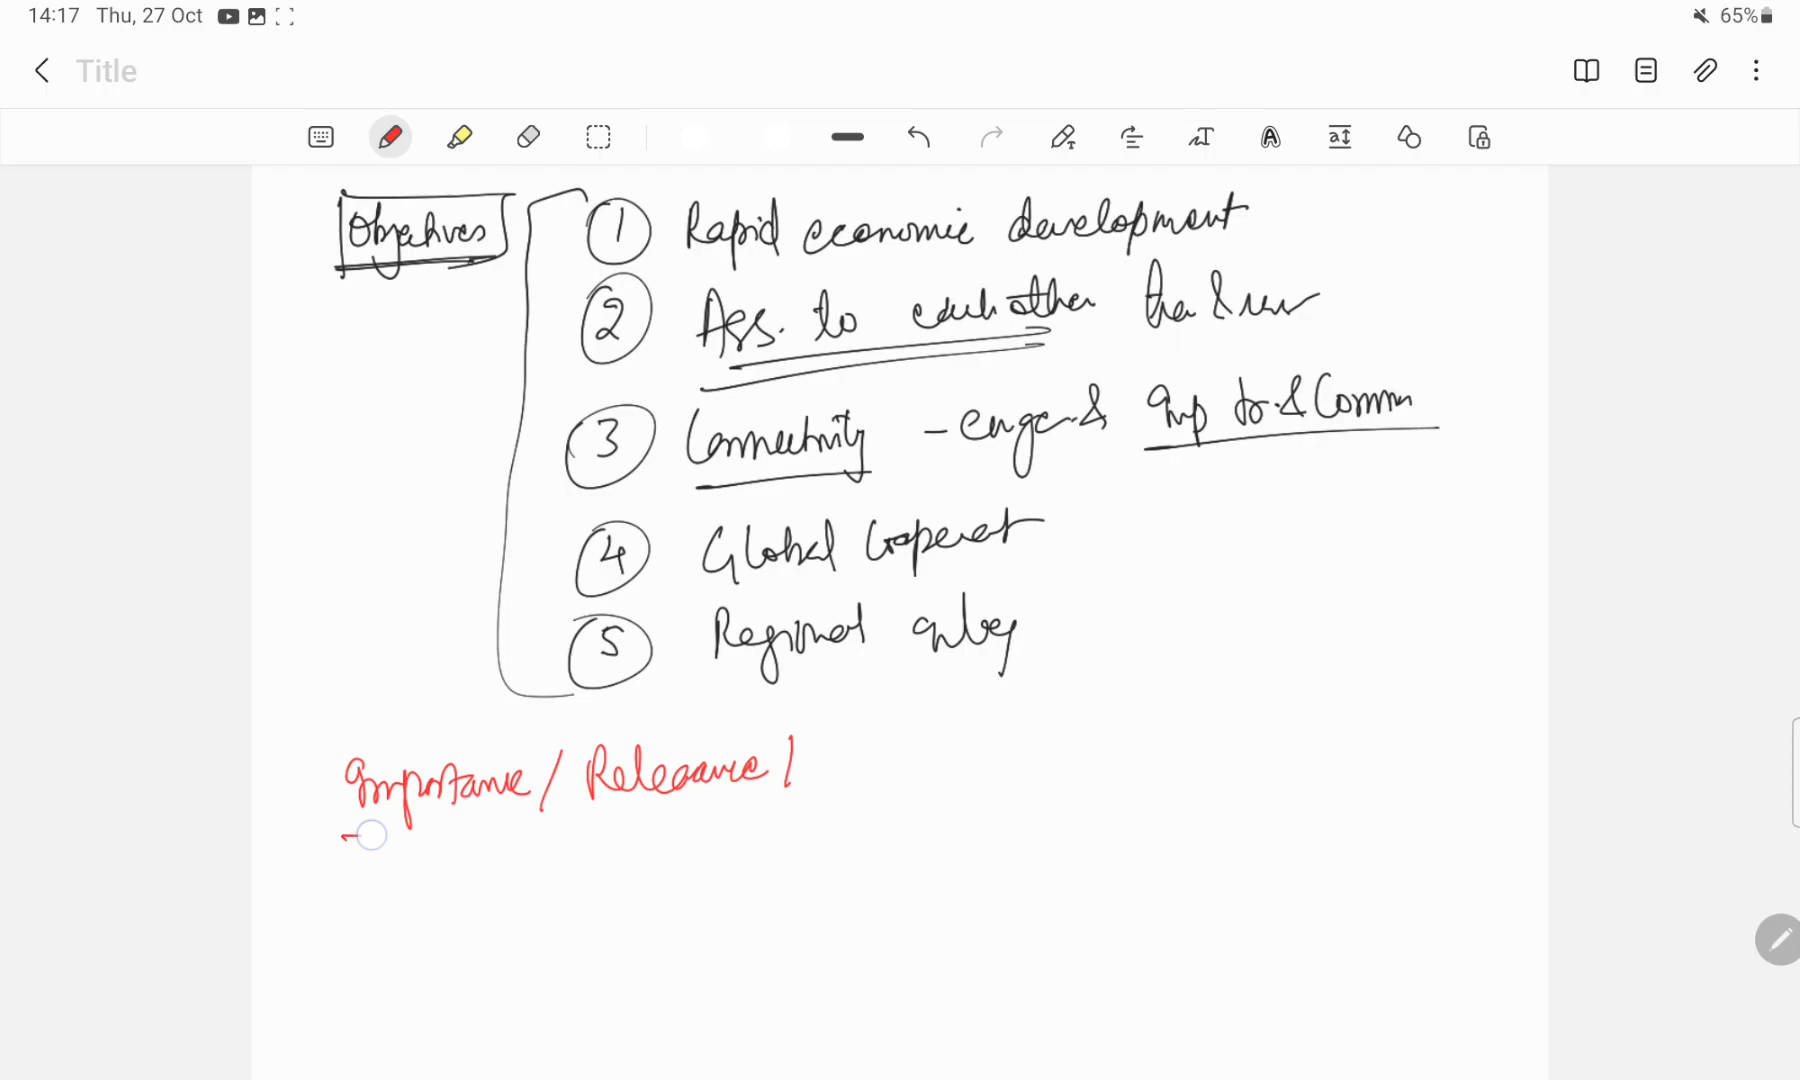 14:17 Thu, 27 Oct
65%
Title
Objectives
1 Rapid economic development
2 Ass. to each other
3 Connectivity - &
4 Global Cooperat
5 Regional
Importance / Relevance /